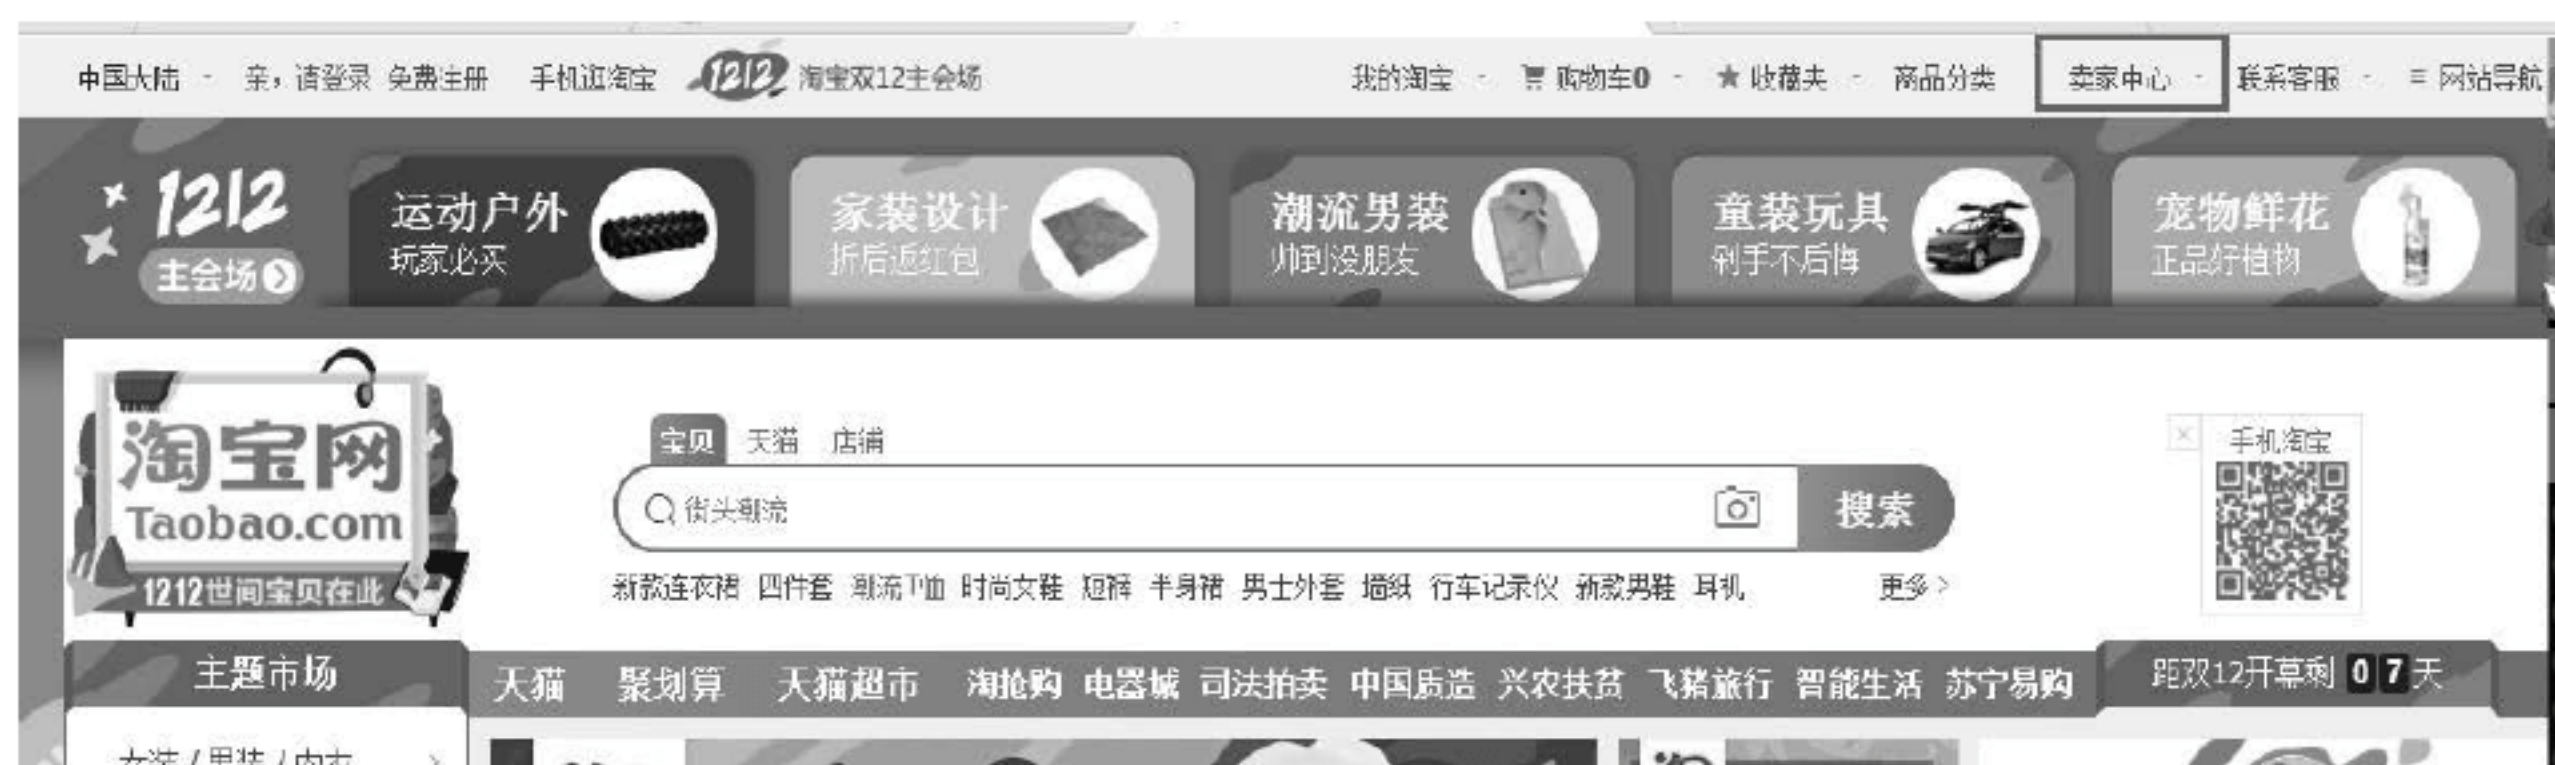 中国大陆 亲，请登录 免费注册 手机逛淘宝 1212 淘宝双12主会场 我的淘宝 购物车0 收藏夹 商品分类 卖家中心 联系客服 网站导航
1212
主会场
运动户外
玩家必买
家装设计
折后返红包
潮流男装
帅到没朋友
童装玩具
剁手不后悔
宠物鲜花
正品好植物
淘宝网
Taobao.com
1212世间宝贝在此
宝贝 天猫 店铺
街头潮流
搜索
新款连衣裙 四件套 潮流T恤 时尚女鞋 短裤 半身裙 男士外套 墙纸 行车记录仪 新款男鞋 耳机 更多 >
手机淘宝
主题市场
天猫 聚划算 天猫超市 淘抢购 电器城 司法拍卖 中国质造 兴农扶贫 飞猪旅行 智能生活 苏宁易购
距双12开幕剩 07天
女装 / 男装 / 内衣 >